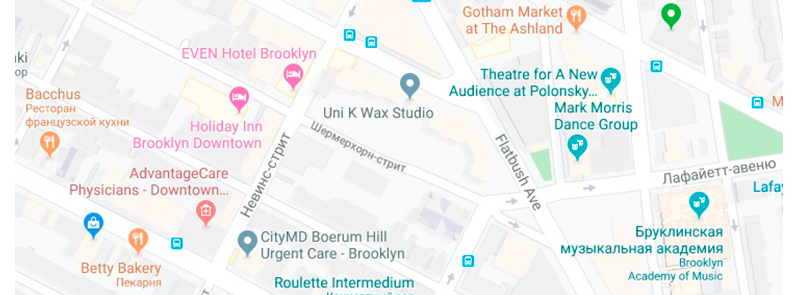 Gotham Market
at The Ashland
EVEN Hotel Brooklyn
Theatre for A New
Audience at Polonsky...
Bacchus
Ресторан
французской кухни
Uni K Wax Studio
Mark Morris
Dance Group
Holiday Inn
Brooklyn Downtown
Шермерхорн-стрит
Flatbush Ave
AdvantageCare
Physicians - Downtown...
Невинс-стрит
Лафайетт-авеню
Бруклинская
музыкальная академия
Brooklyn
Academy of Music
CityMD Boerum Hill
Urgent Care - Brooklyn
Betty Bakery
Пекарня
Roulette Intermedium